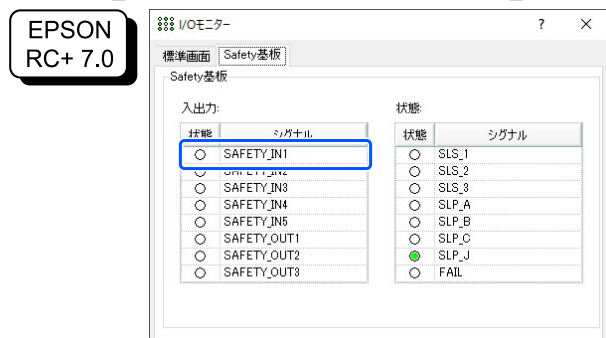 EPSON
RC+ 7.0
I/Oモニター
? ×
標準画面 Safety基板
Safety基板
入出力:
状態 シグナル
SAFETY_IN1
SAFETY_IN2
SAFETY_IN3
SAFETY_IN4
SAFETY_IN5
SAFETY_OUT1
SAFETY_OUT2
SAFETY_OUT3
状態:
状態 シグナル
SLS_1
SLS_2
SLS_3
SLP_A
SLP_B
SLP_C
SLP_J
FAIL